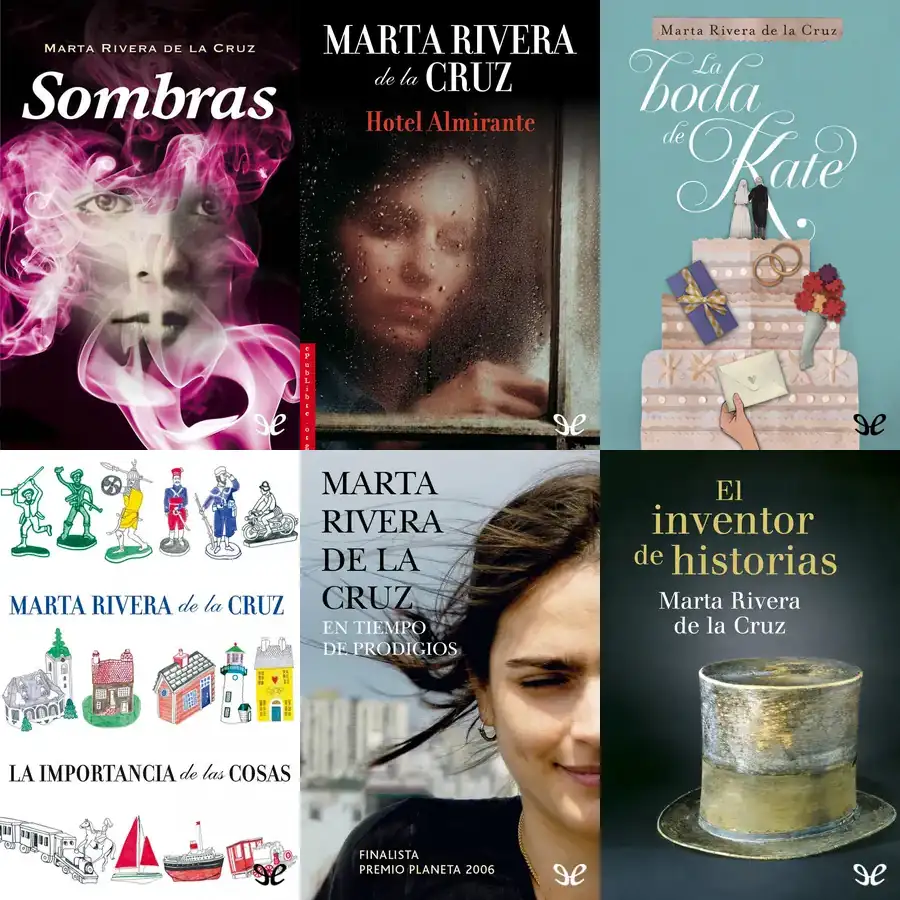 MARTA RIVERA DE LA CRUZ
Sombras
MARTA RIVERA
de la CRUZ
Hotel Almirante
ePubLibre.org
Marta Rivera de la Cruz
La
boda
de
Kate
MARTA RIVERA de la CRUZ
LA IMPORTANCIA de las COSAS
MARTA
RIVERA
DE LA
CRUZ
EN TIEMPO
DE PRODIGIOS
FINALISTA
PREMIO PLANETA 2006
El
inventor
de historias
Marta Rivera
de la Cruz